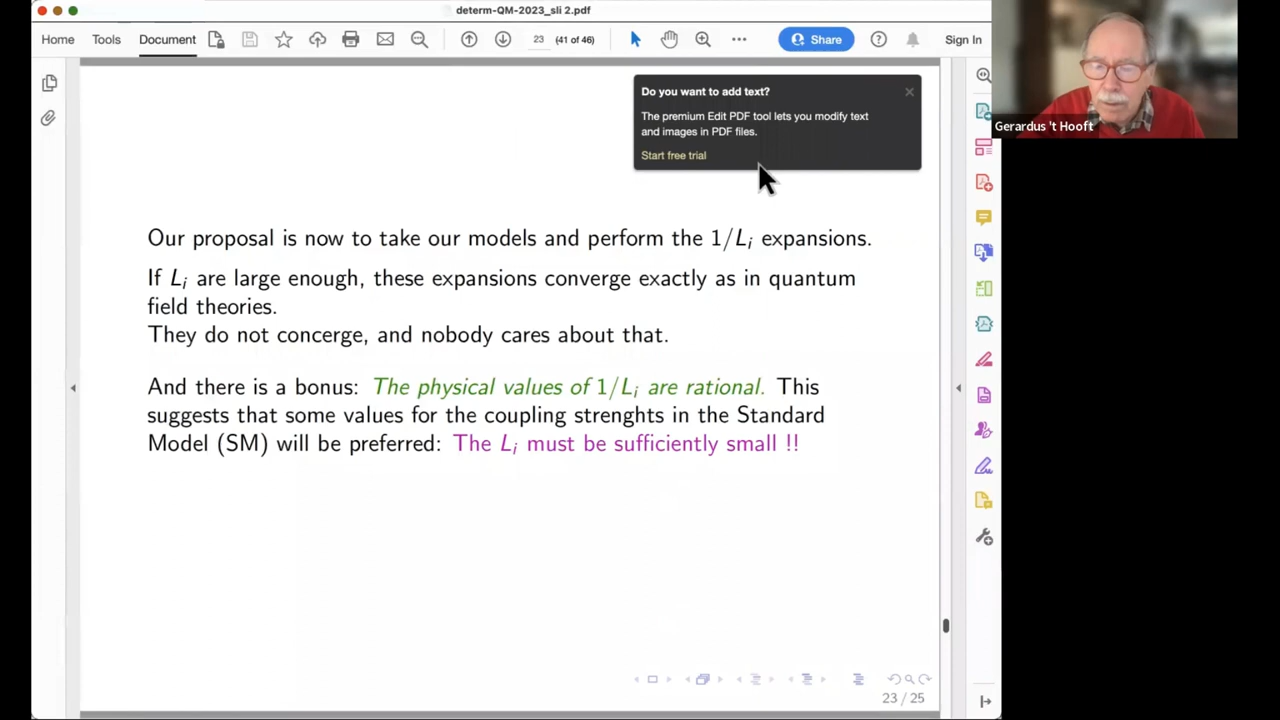 determ-QM-2023_sli 2.pdf
Home Tools Document 23 (41 of 46) Share Sign In
Do you want to add text?
The premium Edit PDF tool lets you modify text
and images in PDF files.
Start free trial
Gerardus 't Hooft
Our proposal is now to take our models and perform the 1/Li expansions.
If Li are large enough, these expansions converge exactly as in quantum
field theories.
They do not concerge, and nobody cares about that.
And there is a bonus: The physical values of 1/Li are rational. This
suggests that some values for the coupling strenghts in the Standard
Model (SM) will be preferred: The Li must be sufficiently small !!
23 / 25